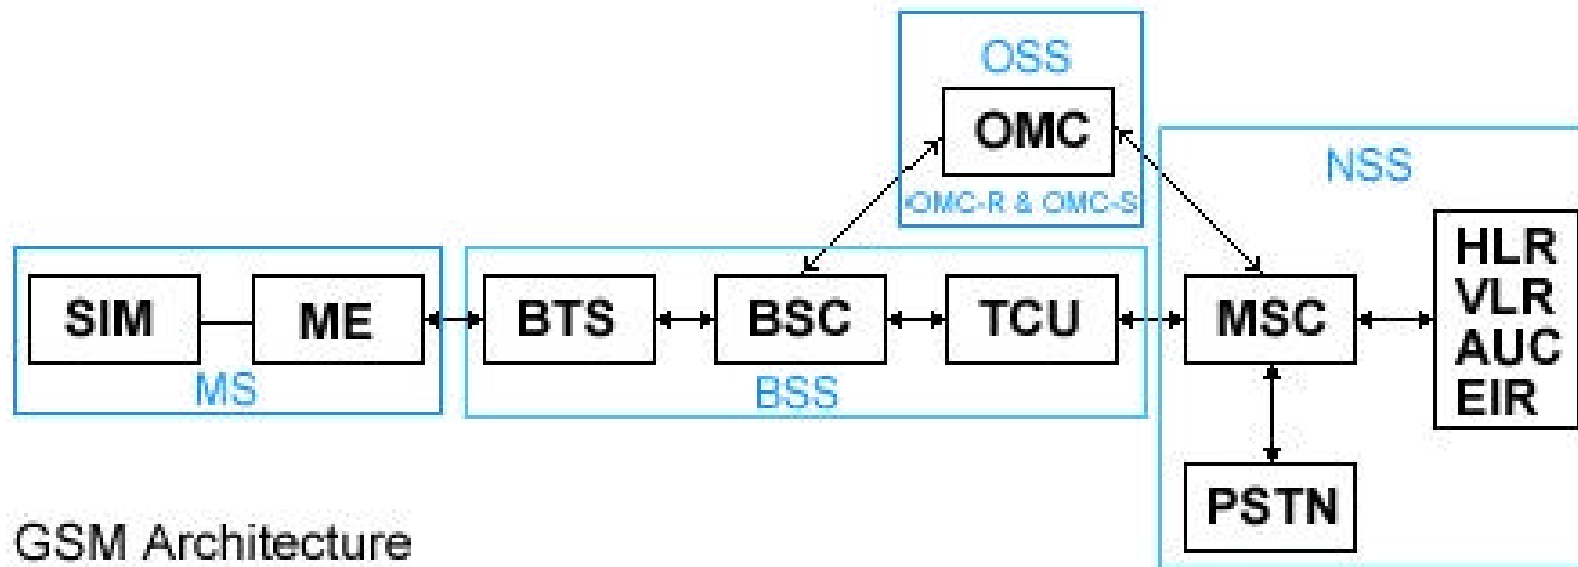 OSS
OMC
OMC-R & OMC-S
NSS
HLR
VLR
AUC
EIR
SIM
ME
BTS
BSC
TCU
MSC
MS
BSS
PSTN
GSM Architecture